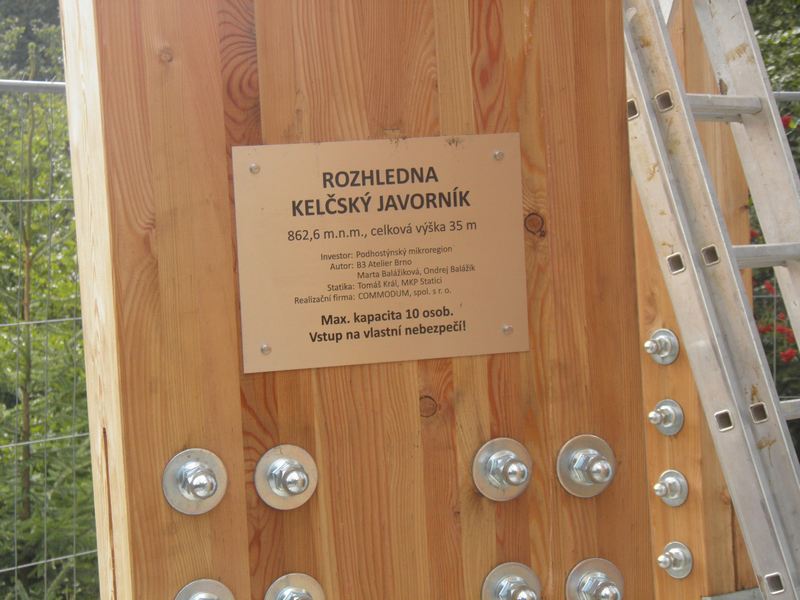 ROZHLEDNA
KELČSKÝ JAVORNÍK
862,6 m.n.m., celková výška 35 m
Investor: Podhostýnský mikroregion
Autor: B3 Atelier Brno
Marta Balážiková, Ondrej Balážik
Statika: Tomáš Král, MKP Statici
Realizační firma: COMMODUM, spol. s r. o.
Max. kapacita 10 osob.
Vstup na vlastní nebezpečí!